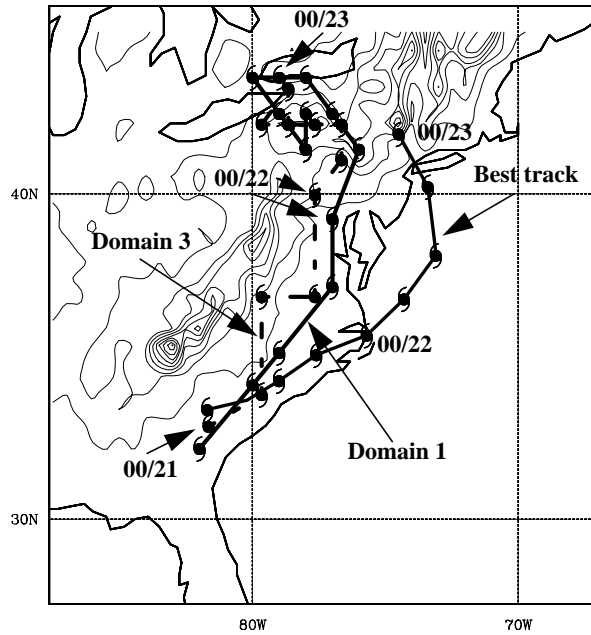 00/23
00/23
Best track
00/22
40N
Domain 3
00/22
Domain 1
00/21
30N
80W
70W